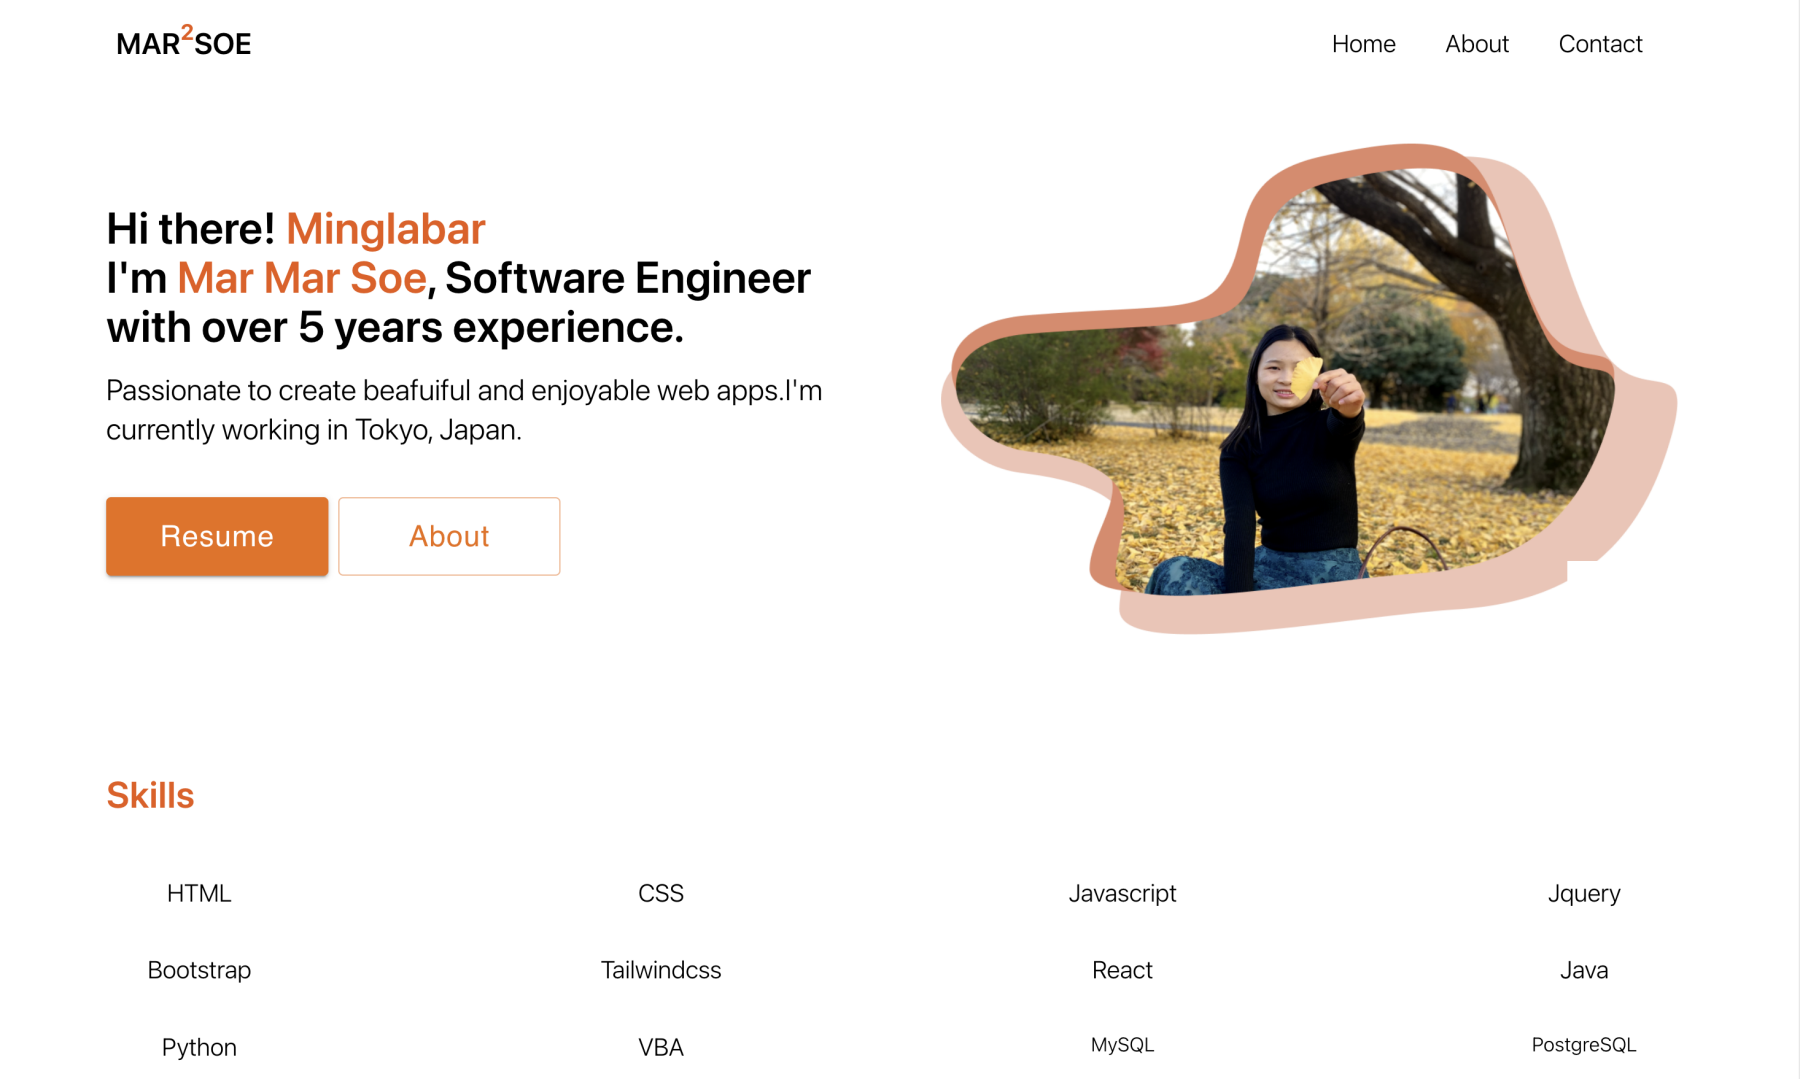 MAR²SOE
Home About Contact
Hi there! Minglabar
I'm Mar Mar Soe, Software Engineer
with over 5 years experience.
Passionate to create beafuiful and enjoyable web apps.I'm
currently working in Tokyo, Japan.
Resume About
Skills
HTML CSS Javascript Jquery
Bootstrap Tailwindcss React Java
Python VBA MySQL PostgreSQL